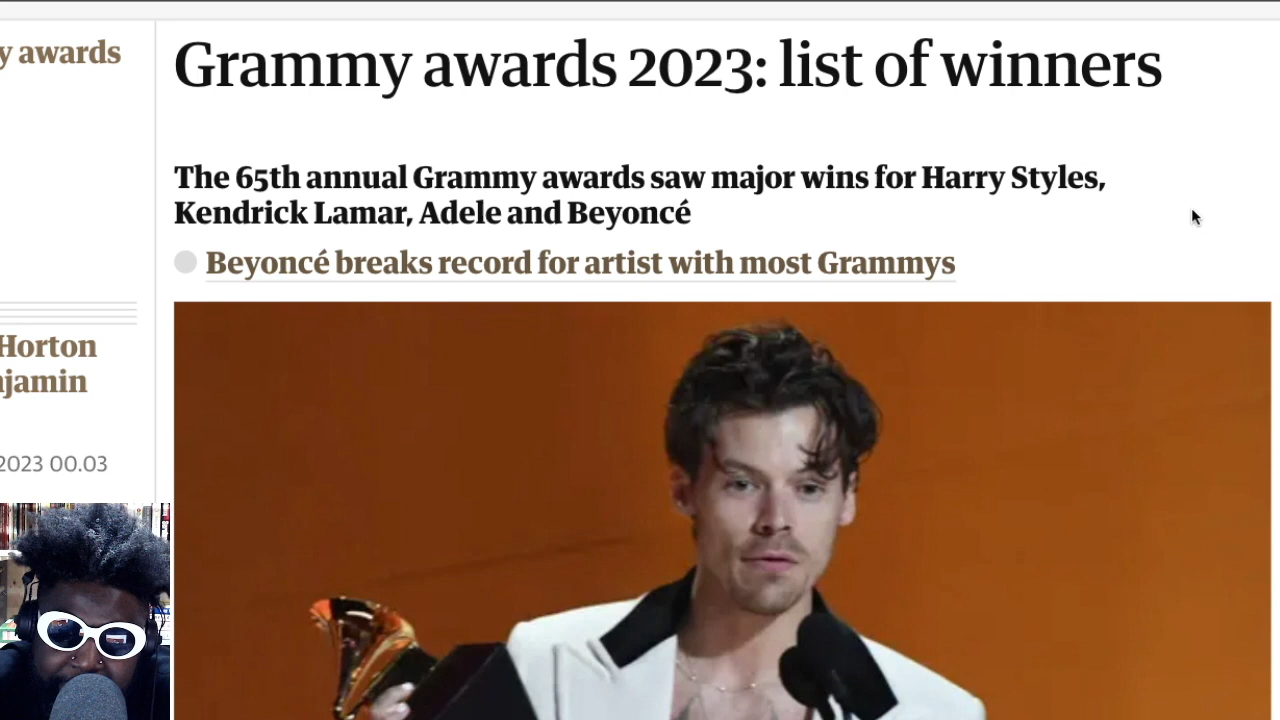 y awards
Grammy awards 2023: list of winners
The 65th annual Grammy awards saw major wins for Harry Styles,
Kendrick Lamar, Adele and Beyoncé
Beyoncé breaks record for artist with most Grammys
Horton
njamin
2023 00.03